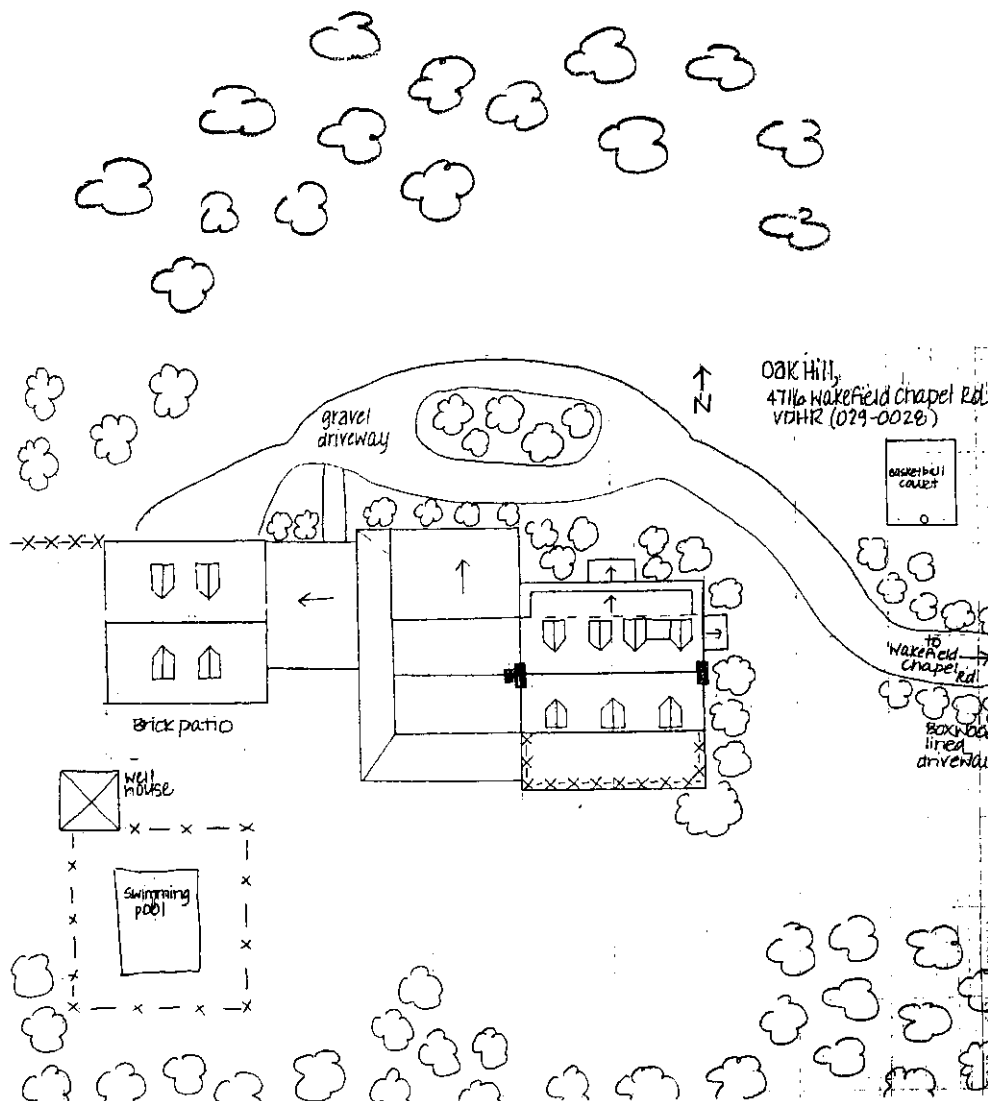 Oak Hill,
4716 Wakefield Chapel Rd.
VDHR (029-0028)
N
gravel
driveway
basketball
court
to
Wakefield
Chapel Rd
Boxwood
lined
driveway
Brick patio
well
house
swimming
pool